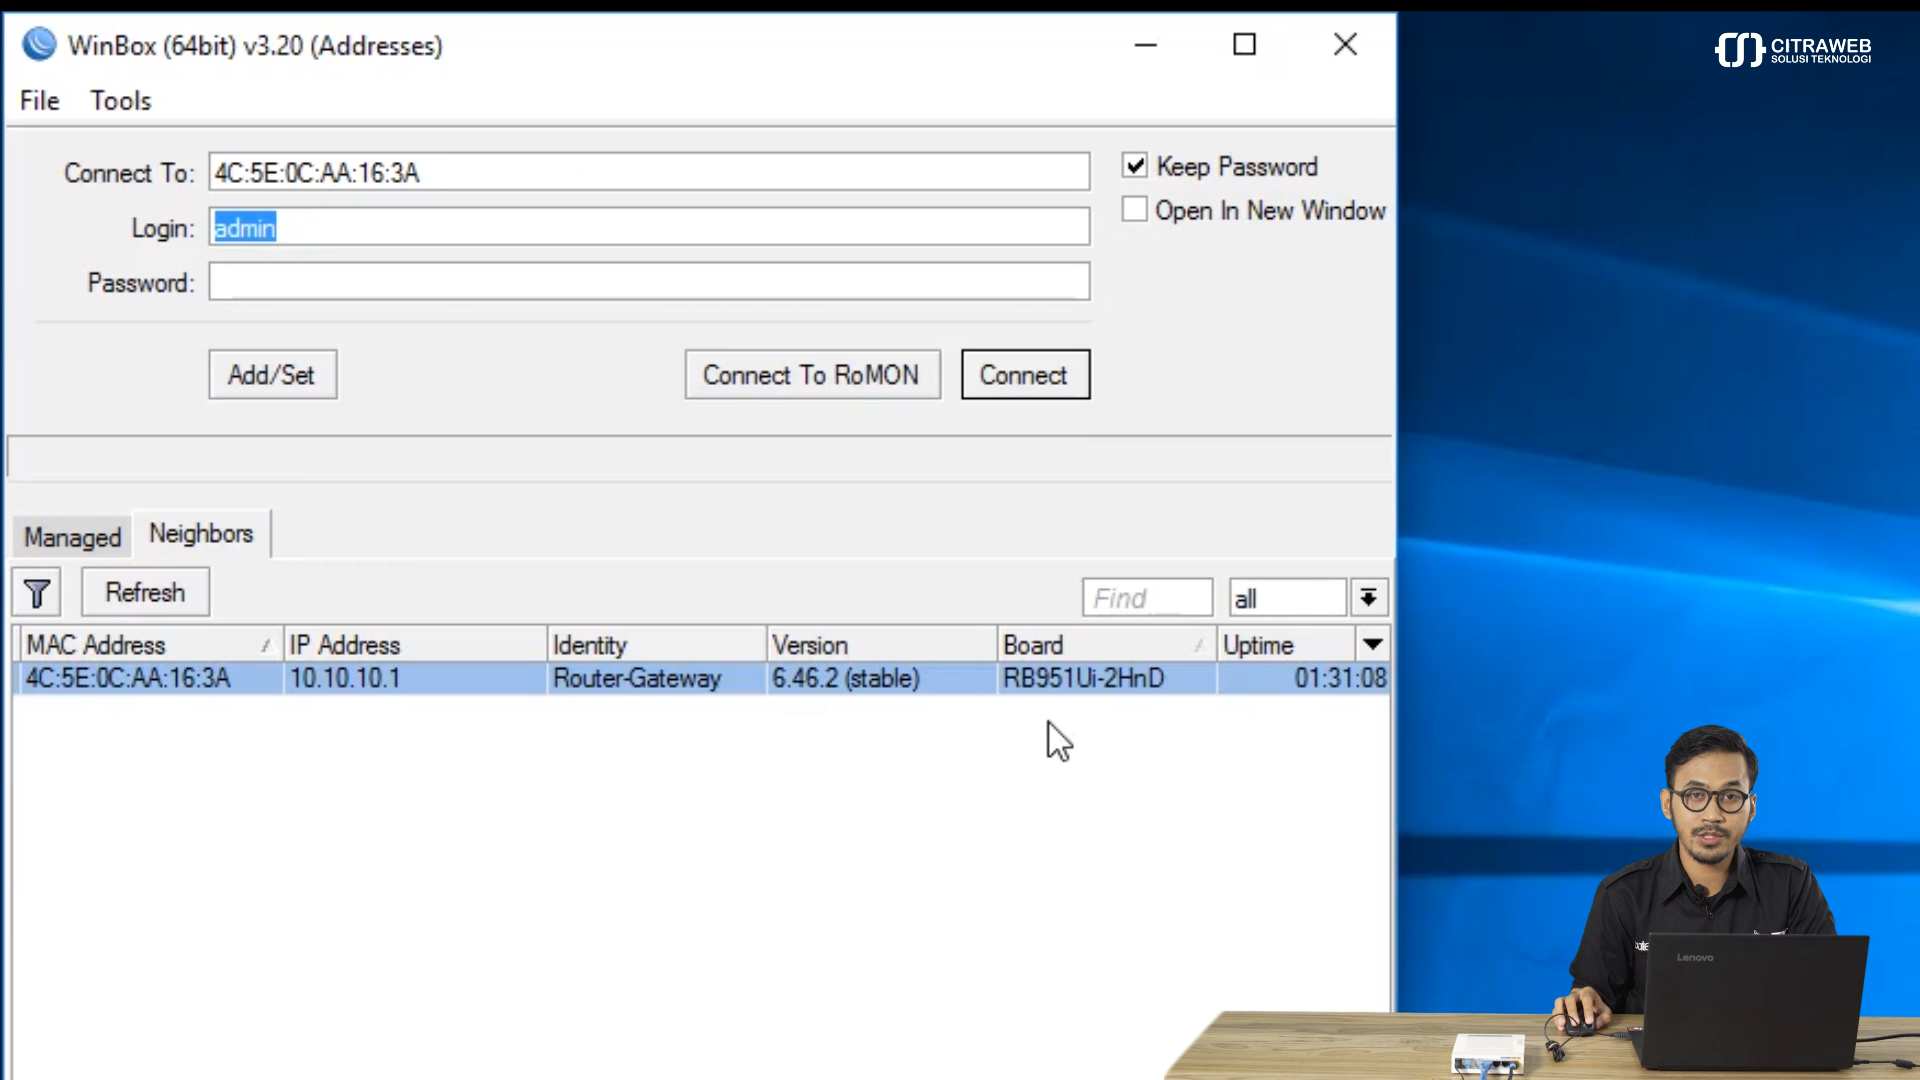 WinBox (64bit) v3.20 (Addresses)
CITRAWEB
SOLUSI TEKNOLOGI
File Tools
Connect To: 4C:5E:0C:AA:16:3A
Keep Password
Login: admin
Open In New Window
Password:
Add/Set
Connect To RoMON
Connect
Managed
Neighbors
Refresh
Find
all
MAC Address IP Address Identity Version Board Uptime
4C:5E:0C:AA:16:3A 10.10.10.1 Router-Gateway 6.46.2 (stable) RB951Ui-2HnD 01:31:08
Lenovo